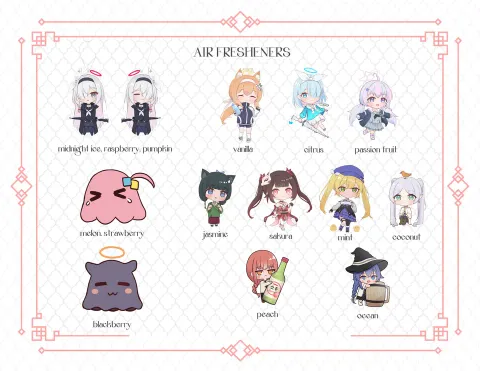 AIR FRESHENERS
midnight ice, raspberry, pumpkin
vanilla
citrus
passion fruit
melon, strawberry
jasmine
sakura
mint
coconut
blackberry
peach
ocean